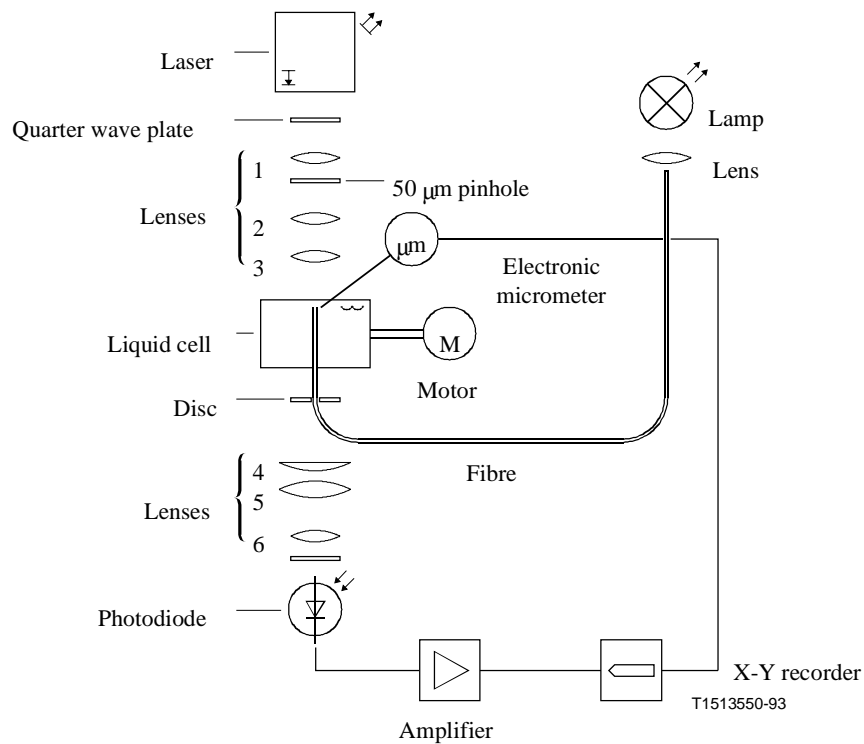 Laser
Quarter wave plate
Lamp
1
Lens
50 μm pinhole
Lenses
2
μm
3
Electronic
micrometer
Liquid cell
M
Motor
Disc
Fibre
4
5
Lenses
6
Photodiode
X-Y recorder
T1513550-93
Amplifier